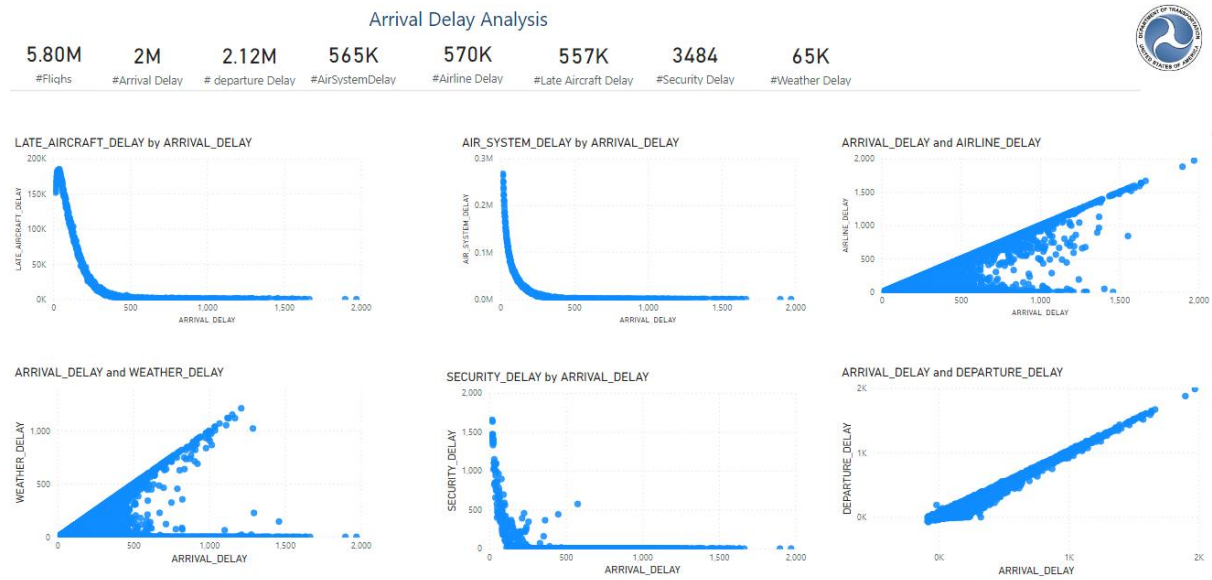 Arrival Delay Analysis
5.80M 2M 2.12M 565K 570K 557K 3484 65K
#Flighs #Arrival Delay # departure Delay #AirSystemDelay #Airline Delay #Late Aircraft Delay #Security Delay #Weather Delay
DEPARTMENT OF TRANSPORTATION
UNITED STATES OF AMERICA
LATE_AIRCRAFT_DELAY by ARRIVAL_DELAY
200K
150K
100K
50K
0K
LATE_AIRCRAFT_DELAY
0 500 1,000 1,500 2,000
ARRIVAL_DELAY
AIR_SYSTEM_DELAY by ARRIVAL_DELAY
0.3M
0.2M
0.1M
0.0M
AIR_SYSTEM_DELAY
0 500 1,000 1,500 2,000
ARRIVAL_DELAY
ARRIVAL_DELAY and AIRLINE_DELAY
2,000
1,500
1,000
500
0
AIRLINE_DELAY
0 500 1,000 1,500 2,000
ARRIVAL_DELAY
ARRIVAL_DELAY and WEATHER_DELAY
1,000
500
0
WEATHER_DELAY
0 500 1,000 1,500 2,000
ARRIVAL_DELAY
SECURITY_DELAY by ARRIVAL_DELAY
2,000
1,500
1,000
500
0
SECURITY_DELAY
0 500 1,000 1,500 2,000
ARRIVAL_DELAY
ARRIVAL_DELAY and DEPARTURE_DELAY
2K
1K
0K
DEPARTURE_DELAY
0K 1K 2K
ARRIVAL_DELAY